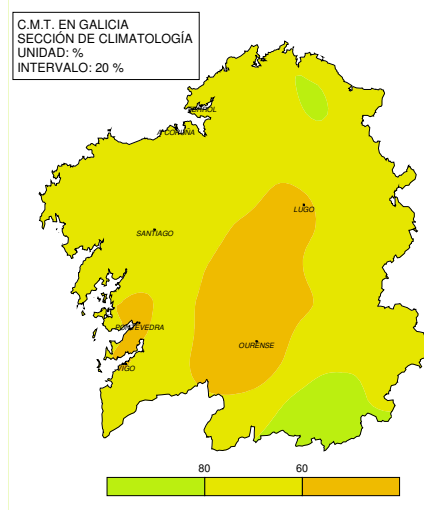 C.M.T. EN GALICIA
SECCIÓN DE CLIMATOLOGÍA
UNIDAD: %
INTERVALO: 20 %
FERROL
A CORUÑA
LUGO
SANTIAGO
PONTEVEDRA
OURENSE
VIGO
80 60